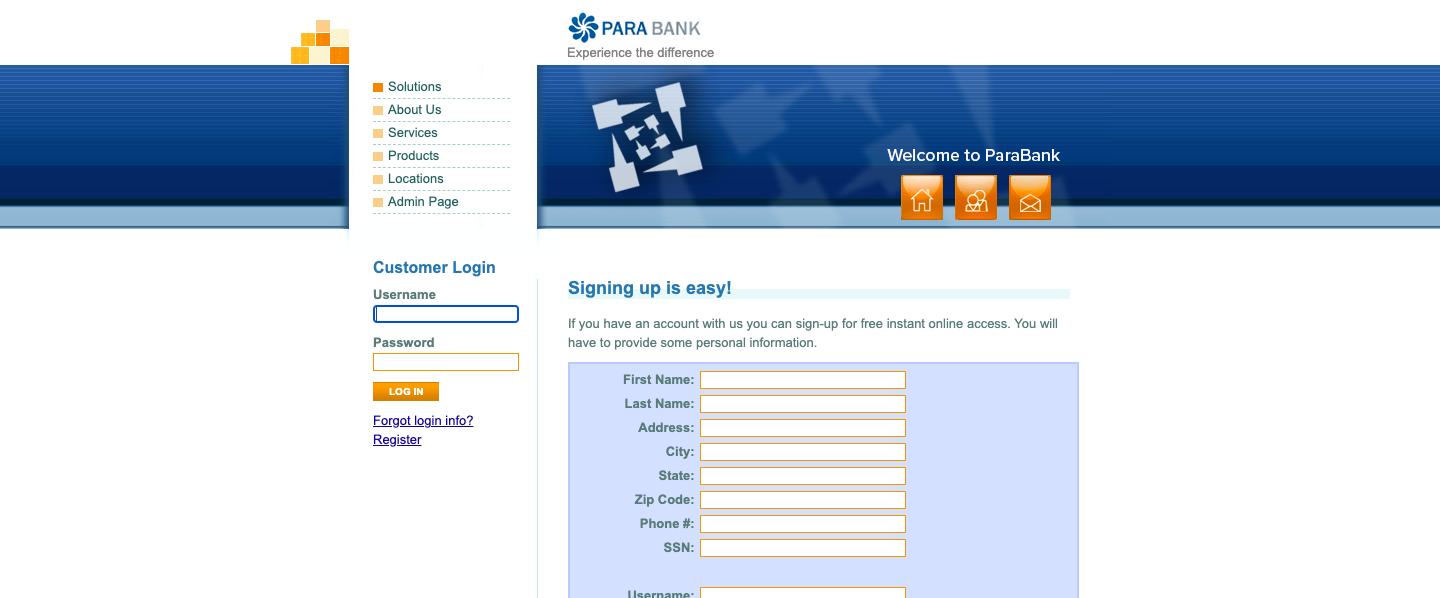 PARA BANK
Experience the difference
Solutions
About Us
Services
Products
Locations
Admin Page
Welcome to ParaBank
Customer Login
Username
Password
LOG IN
Forgot login info?
Register
Signing up is easy!
If you have an account with us you can sign-up for free instant online access. You will
have to provide some personal information.
First Name:
Last Name:
Address:
City:
State:
Zip Code:
Phone #:
SSN:
Username: